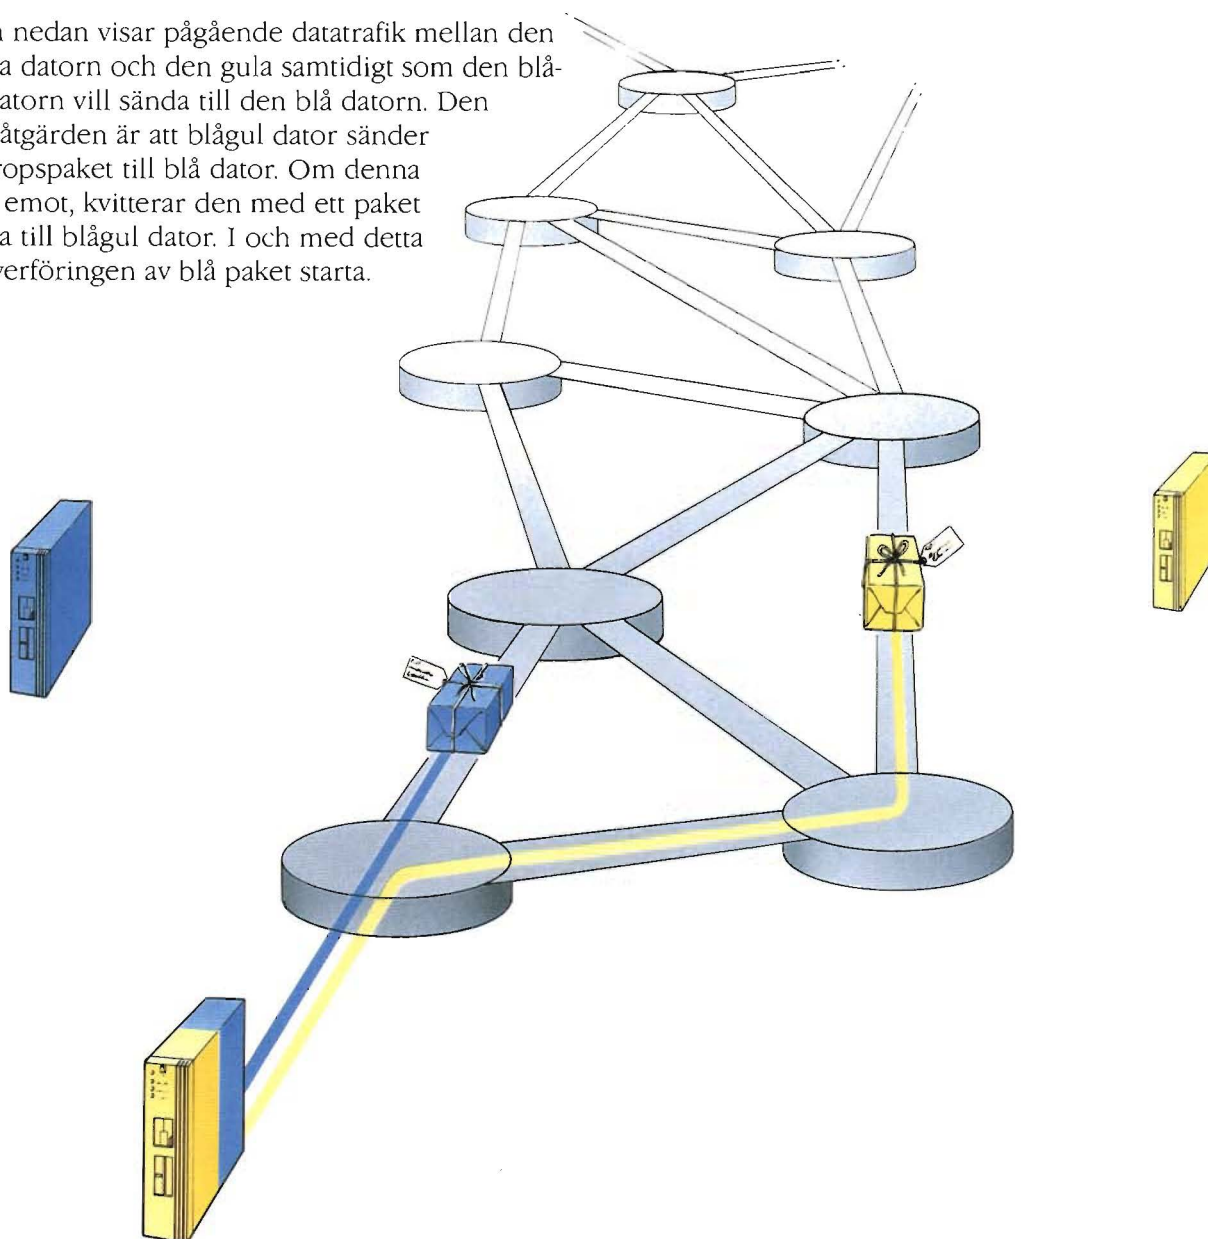 nedan visar pågående datatrafik mellan den
a datorn och den gula samtidigt som den blå-
atorn vill sända till den blå datorn. Den
åtgärden är att blågul dator sänder
ropspaket till blå dator. Om denna
emot, kvitterar den med ett paket
a till blågul dator. I och med detta
verföringen av blå paket starta.